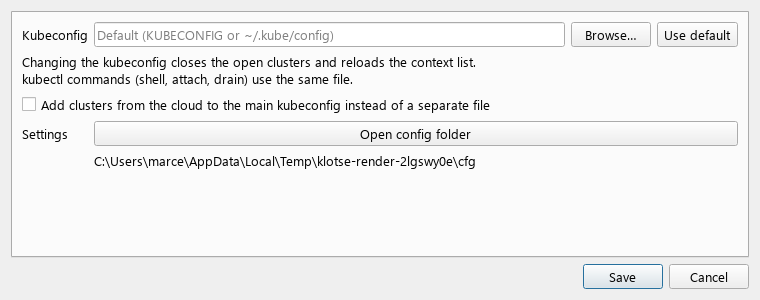 Kubeconfig Default (KUBECONFIG or ~/.kube/config) Browse... Use default
Changing the kubeconfig closes the open clusters and reloads the context list.
kubectl commands (shell, attach, drain) use the same file.
Add clusters from the cloud to the main kubeconfig instead of a separate file
Settings Open config folder
C:\Users\marce\AppData\Local\Temp\klotse-render-2lgswy0e\cfg
Save Cancel